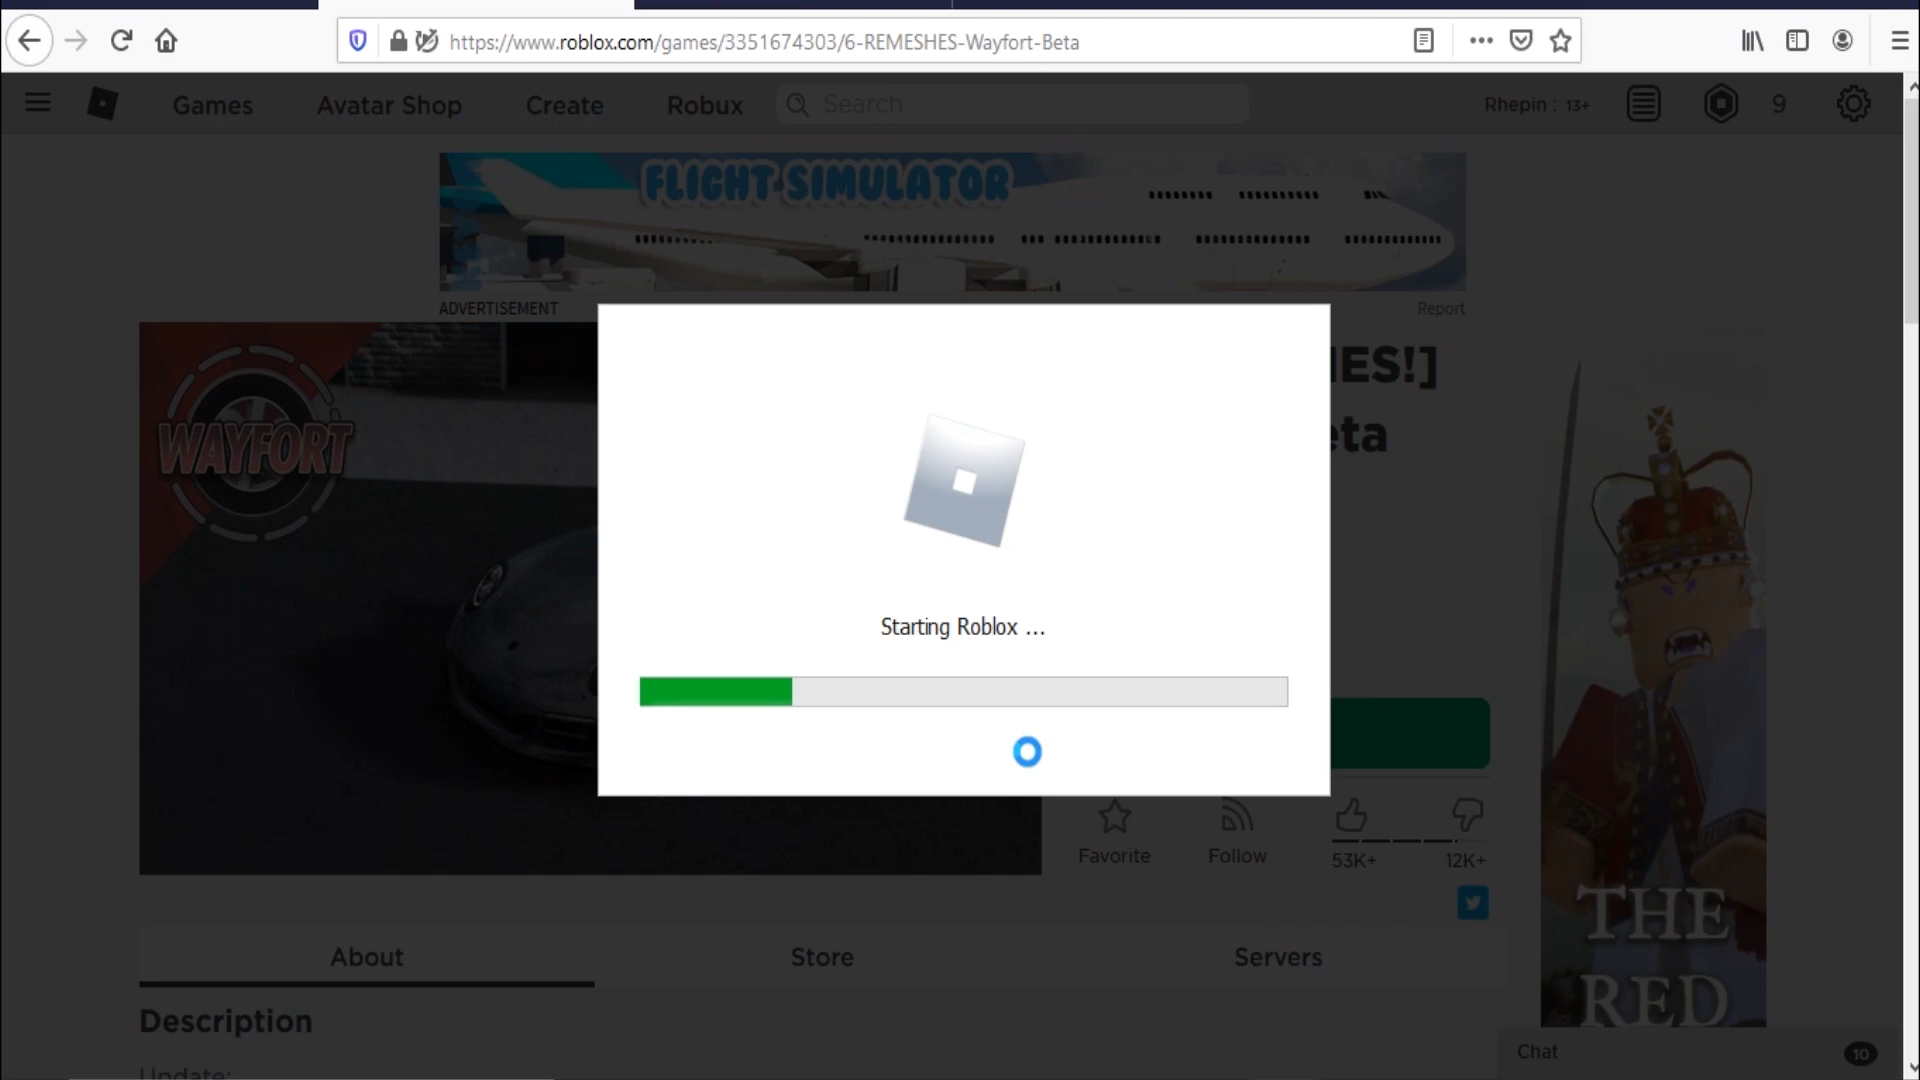 https://www.roblox.com/games/3351674303/6-REMESHES-Wayfort-Beta
Games
Avatar Shop
Create
Robux
Search
Rhepin : 13+
9
FLIGHT SIMULATOR
ADVERTISEMENT
Report
WAYFORT
IES!]
eta
Starting Roblox ...
Favorite
Follow
53K+
12K+
About
Store
Servers
Description
Update:
THE
RED
Chat
10